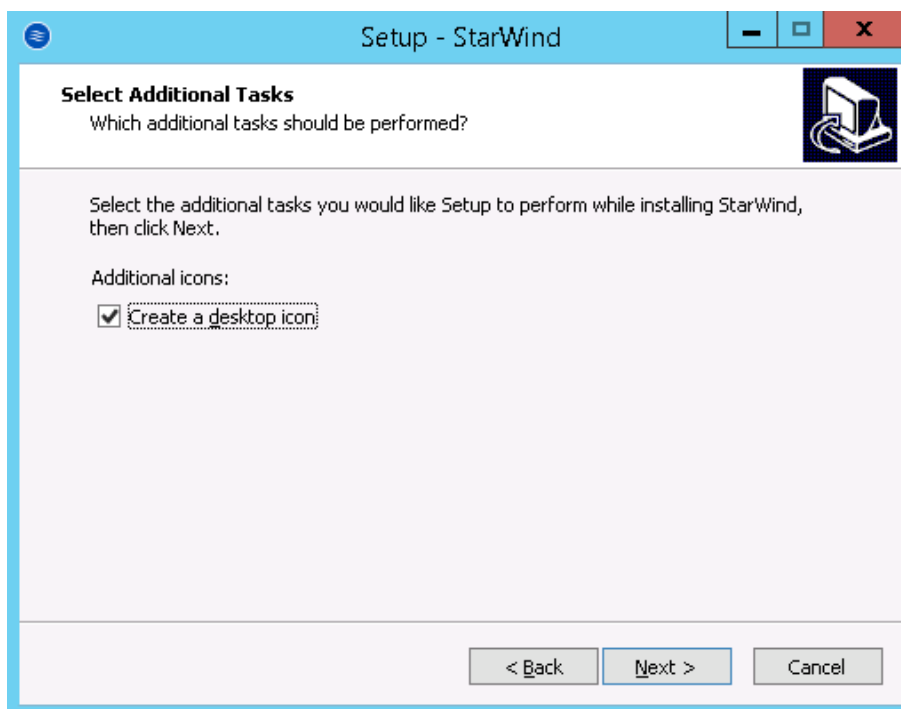 Setup - StarWind
x
Select Additional Tasks
Which additional tasks should be performed?
Select the additional tasks you would like Setup to perform while installing StarWind,
then click Next.
Additional icons:
Create a desktop icon
< Back
Next >
Cancel